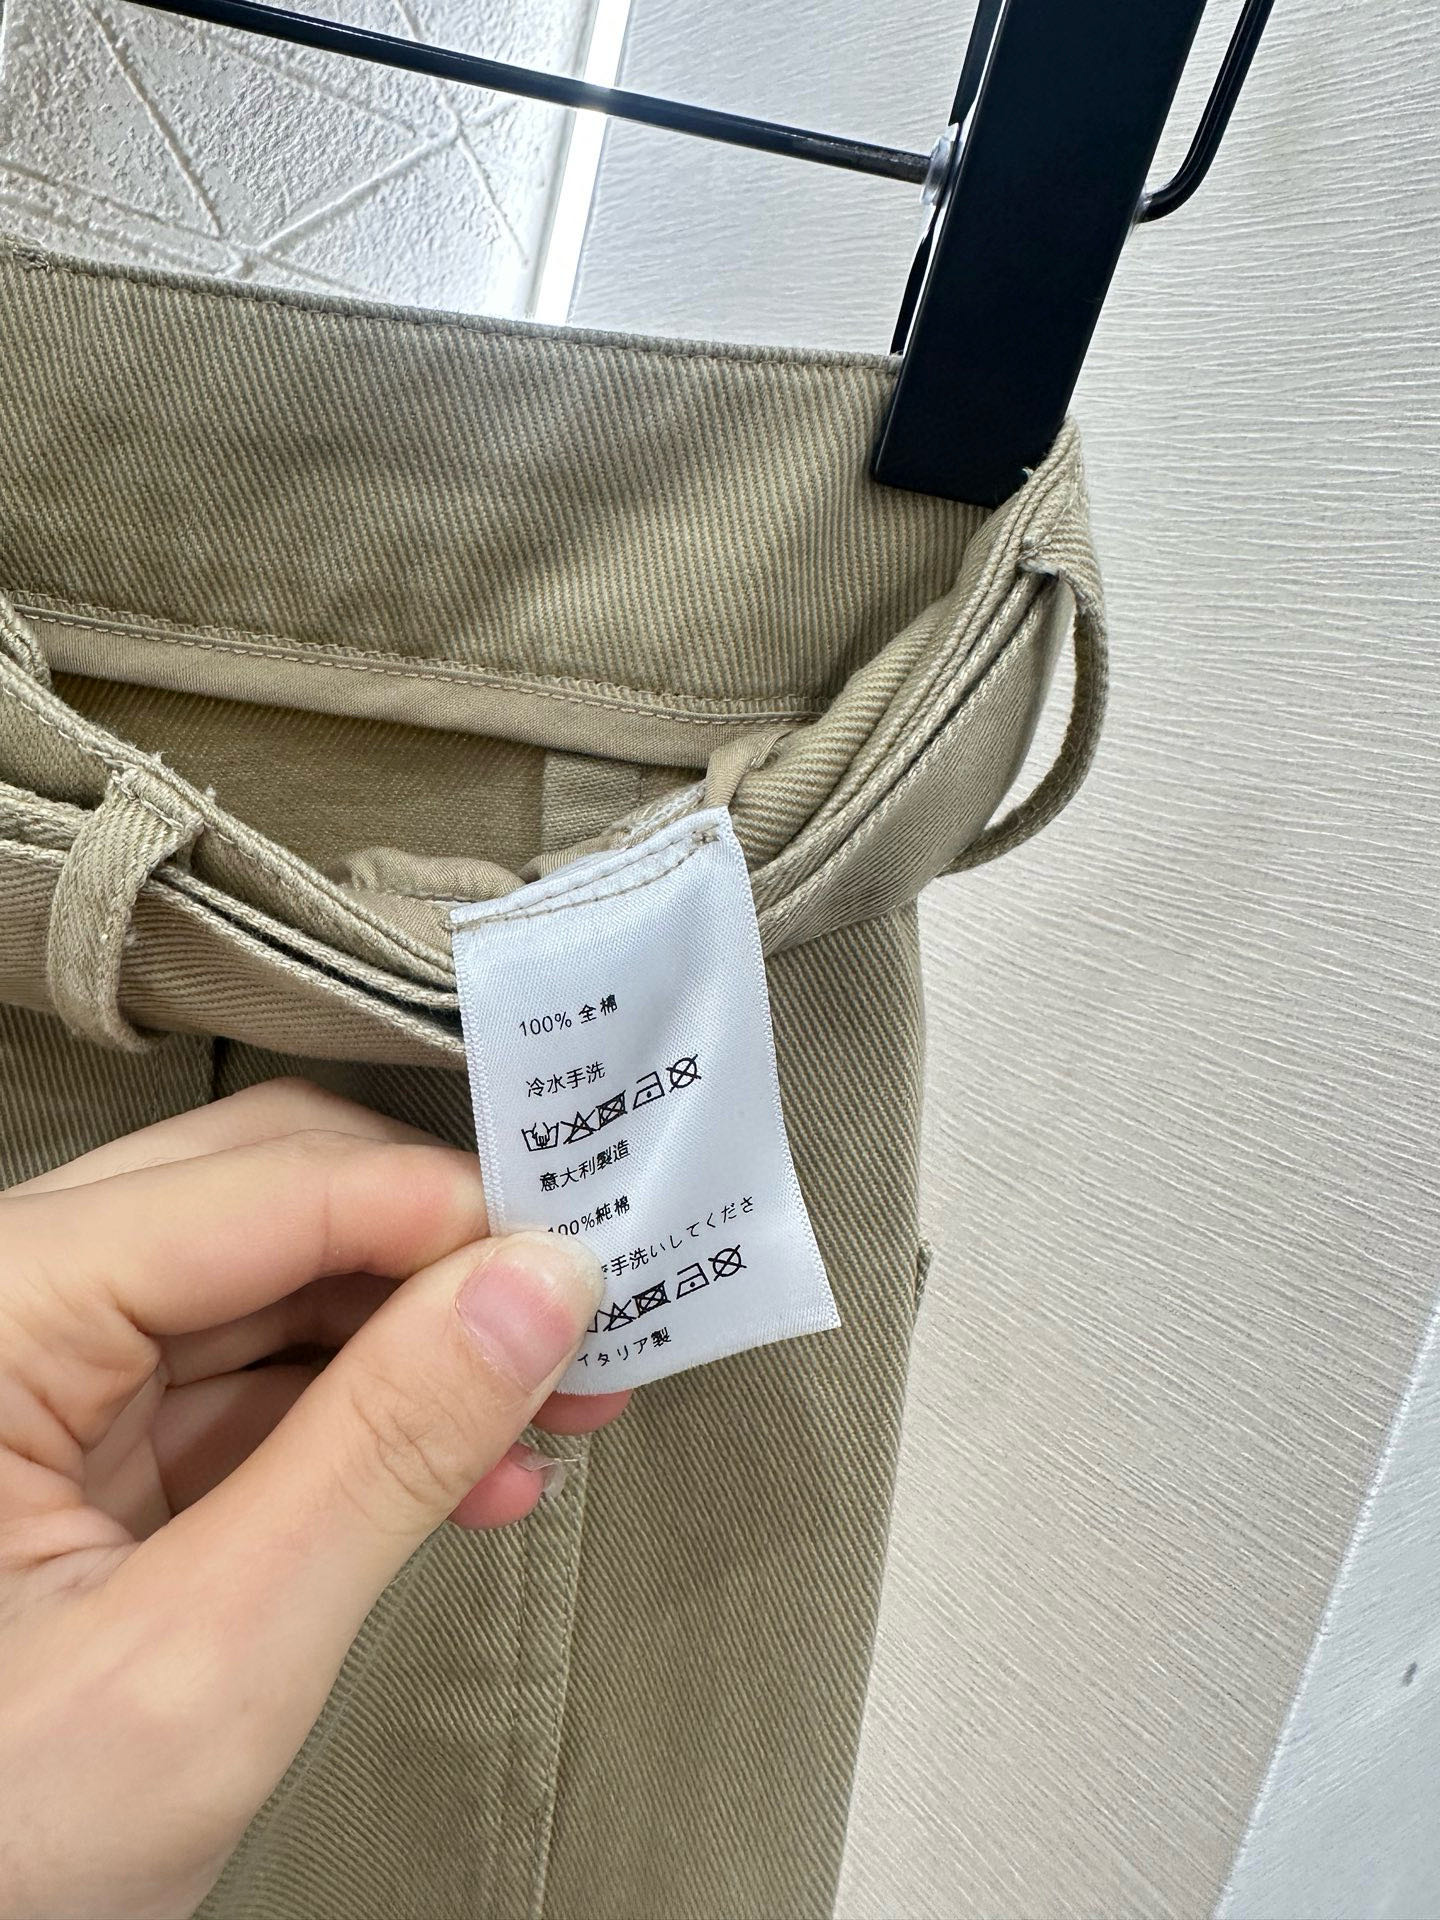 100% 全棉
冷水手洗
意大利製造
100%純棉
手洗いしてくださ
イタリア製